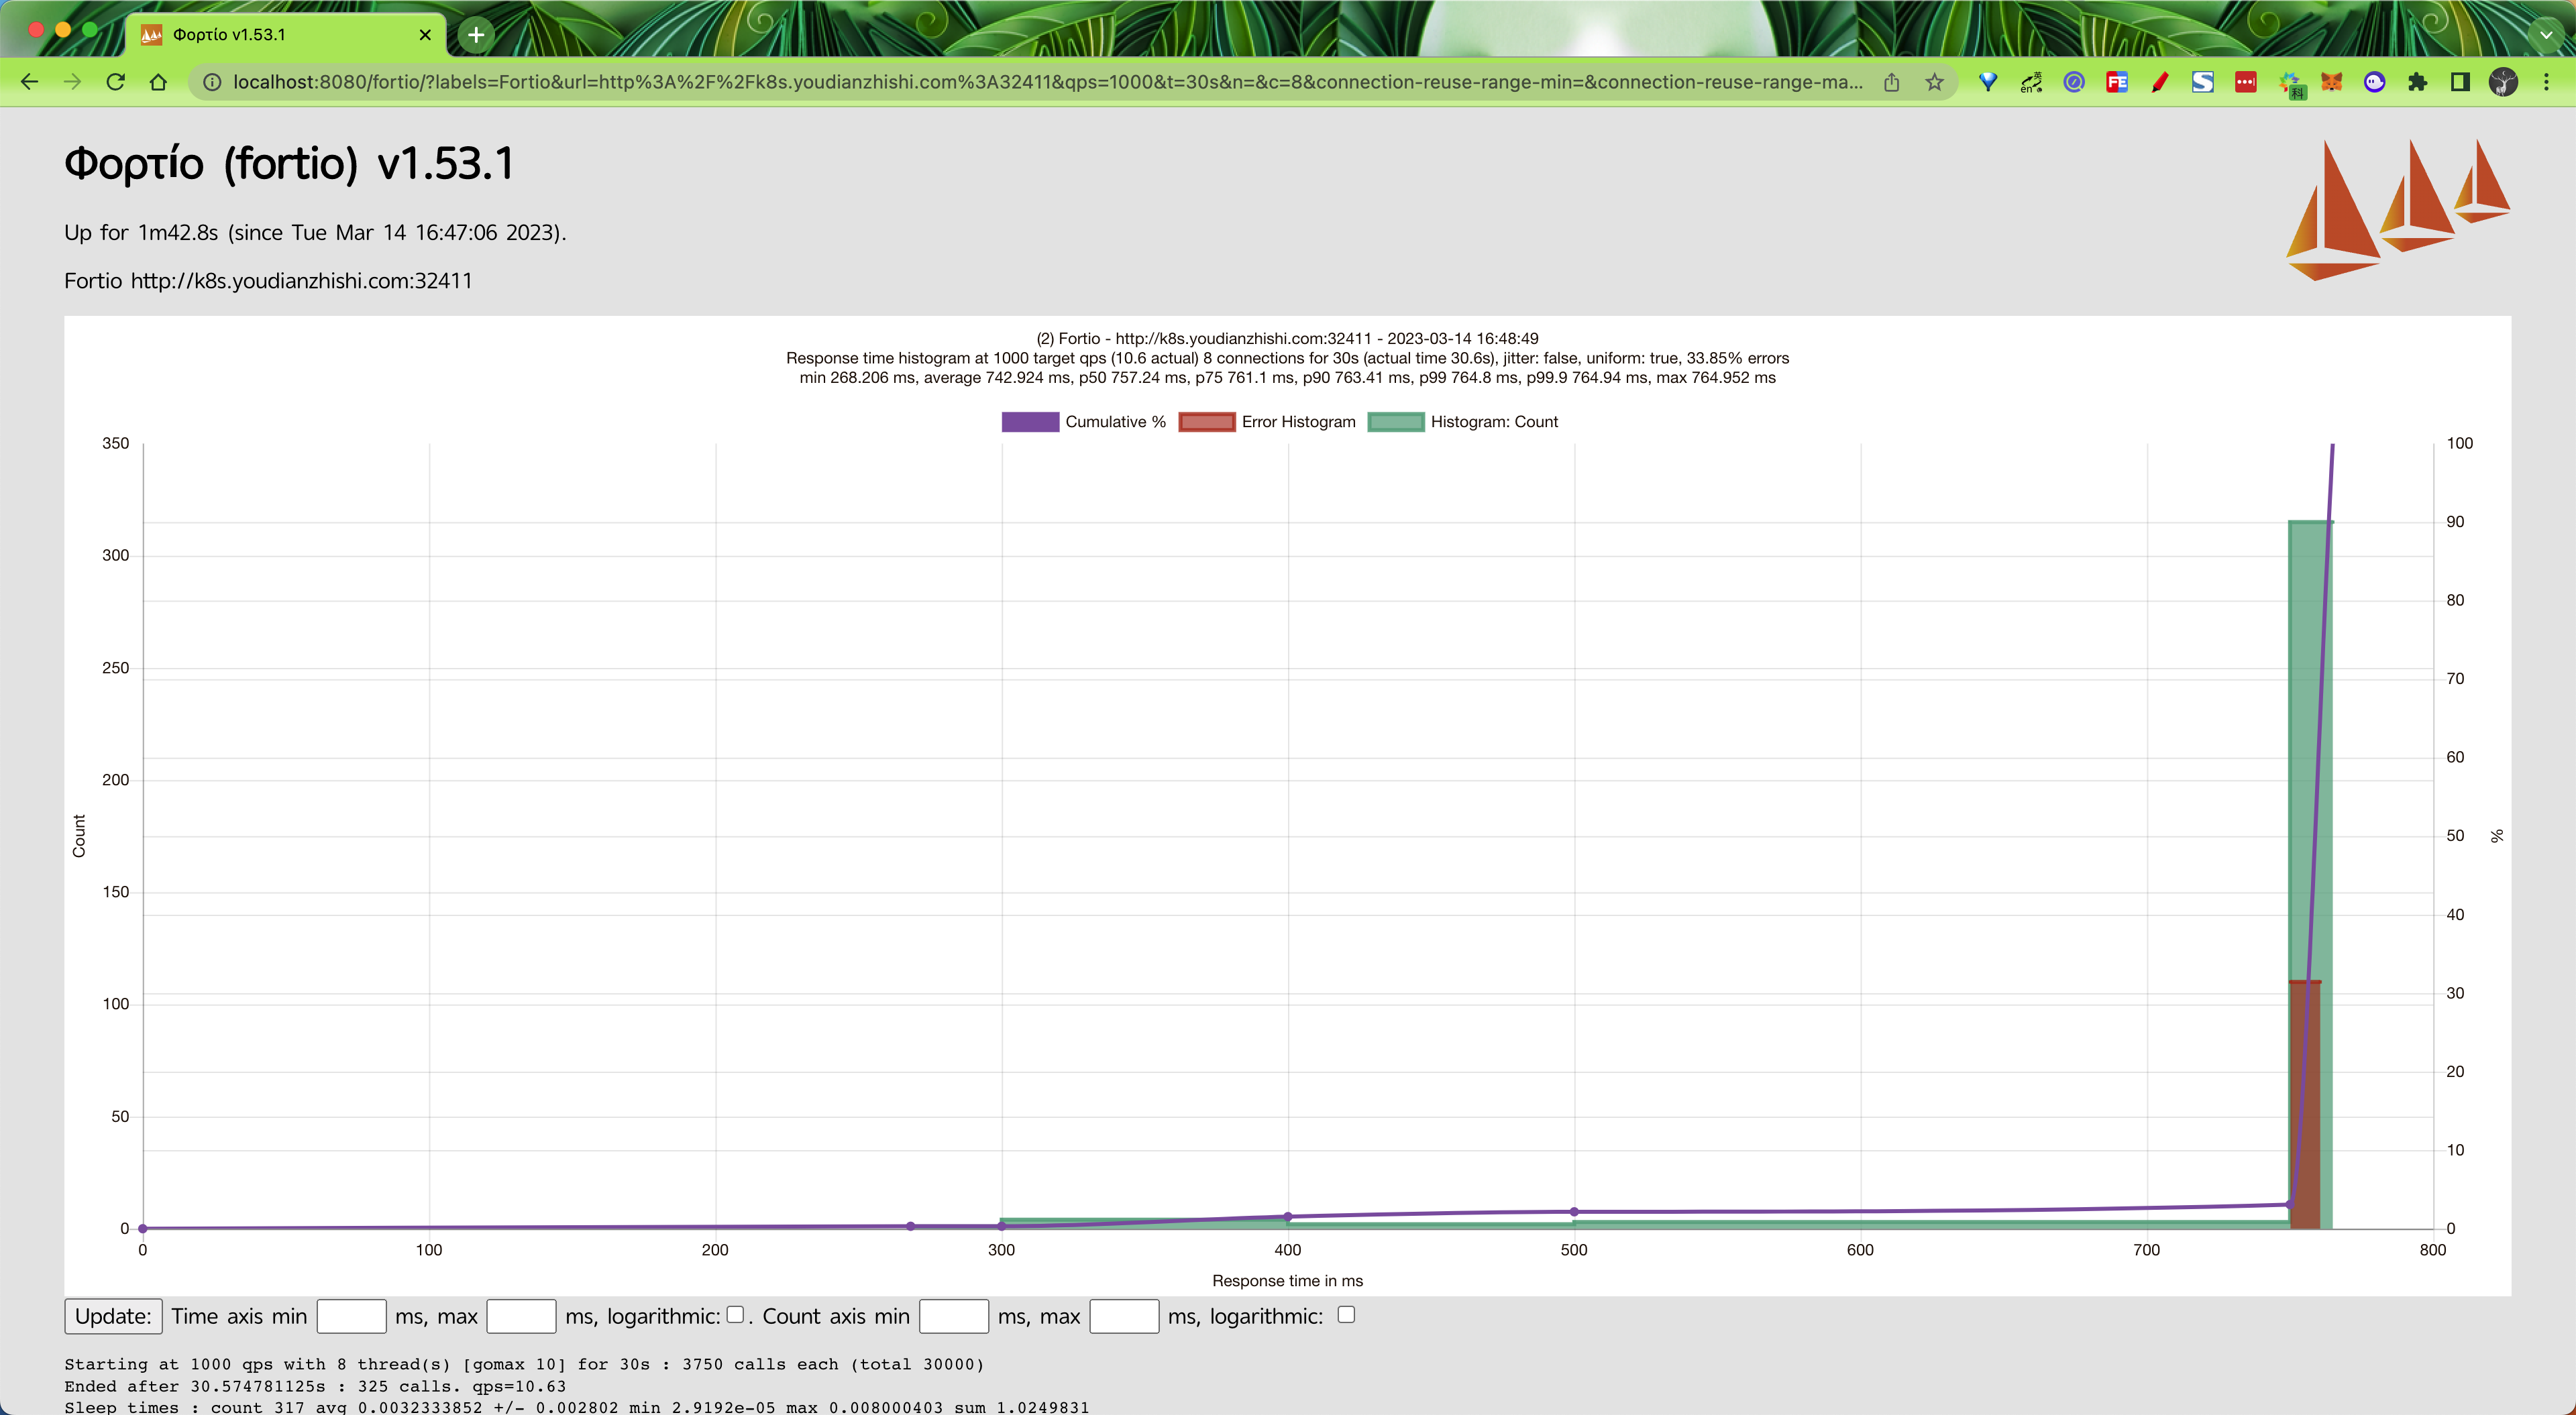 Φορτίο v1.53.1
localhost:8080/fortio/?labels=Fortio&url=http%3A%2F%2Fk8s.youdianzhishi.com%3A32411&qps=1000&t=30s&n=&c=8&connection-reuse-range-min=&connection-reuse-range-ma...
英
en
FE
S
科
Φορτίο (fortio) v1.53.1
Up for 1m42.8s (since Tue Mar 14 16:47:06 2023).
Fortio http://k8s.youdianzhishi.com:32411
(2) Fortio - http://k8s.youdianzhishi.com:32411 - 2023-03-14 16:48:49
Response time histogram at 1000 target qps (10.6 actual) 8 connections for 30s (actual time 30.6s), jitter: false, uniform: true, 33.85% errors
min 268.206 ms, average 742.924 ms, p50 757.24 ms, p75 761.1 ms, p90 763.41 ms, p99 764.8 ms, p99.9 764.94 ms, max 764.952 ms
Cumulative % Error Histogram Histogram: Count
350
300
250
200
150
100
50
0
Count
100
90
80
70
60
50
40
30
20
10
0
%
0 100 200 300 400 500 600 700 800
Response time in ms
Update: Time axis min ms, max ms, logarithmic: . Count axis min ms, max ms, logarithmic:
Starting at 1000 qps with 8 thread(s) [gomax 10] for 30s : 3750 calls each (total 30000)
Ended after 30.574781125s : 325 calls. qps=10.63
Sleep times : count 317 avg 0.0032333852 +/- 0.002802 min 2.9192e-05 max 0.008000403 sum 1.0249831